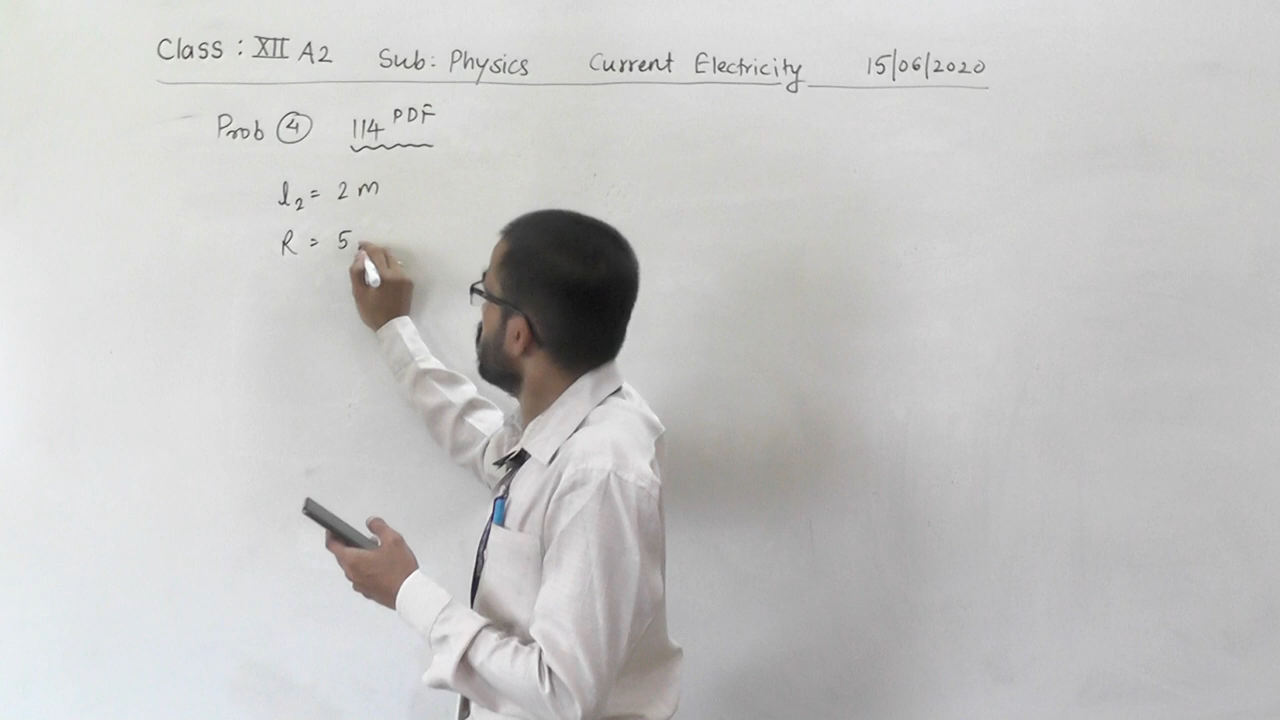 Class : XII A2 Sub: Physics Current Electricity 15/06/2020
Prob ④ 114 PDF
l₂ = 2 m
R = 5